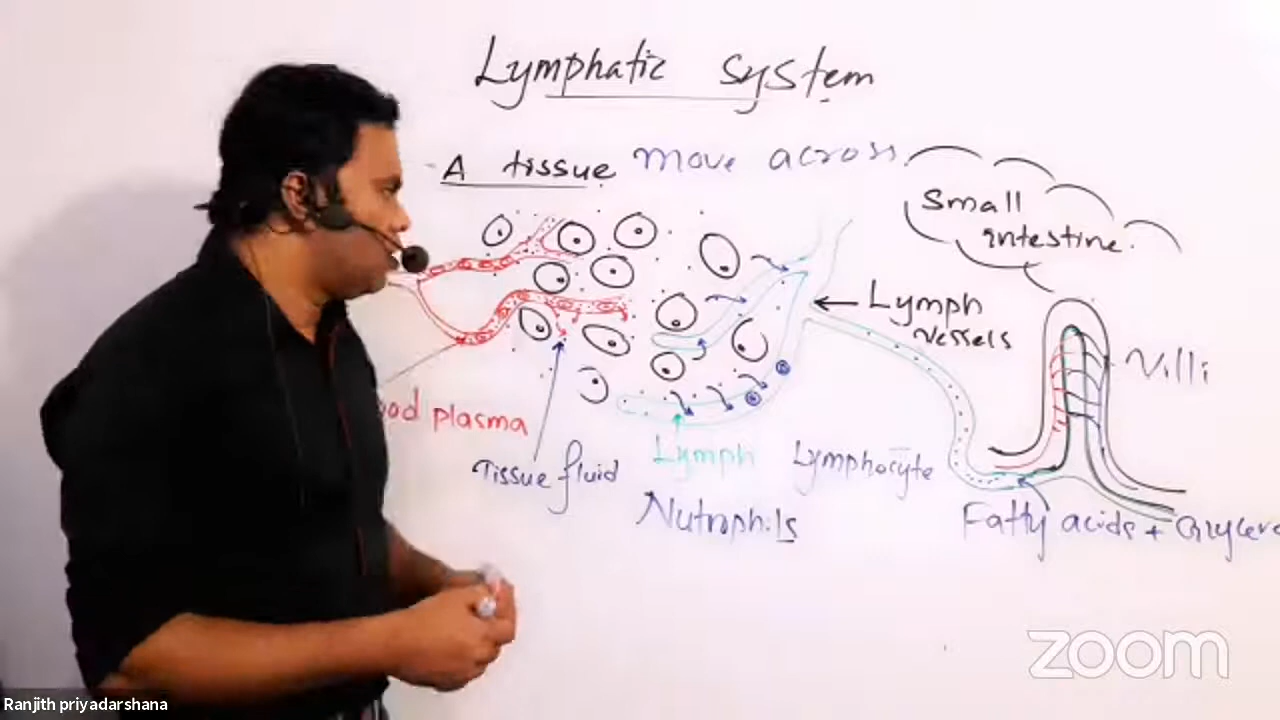 Lymphatic system
A tissue move across
Small
intestine.
Lymph
vessels
Villi
plasma
Tissue fluid
Lymph
Lymphocyte
Nutrophils
Fatty acids +
zoom
Ranjith priyadarshana